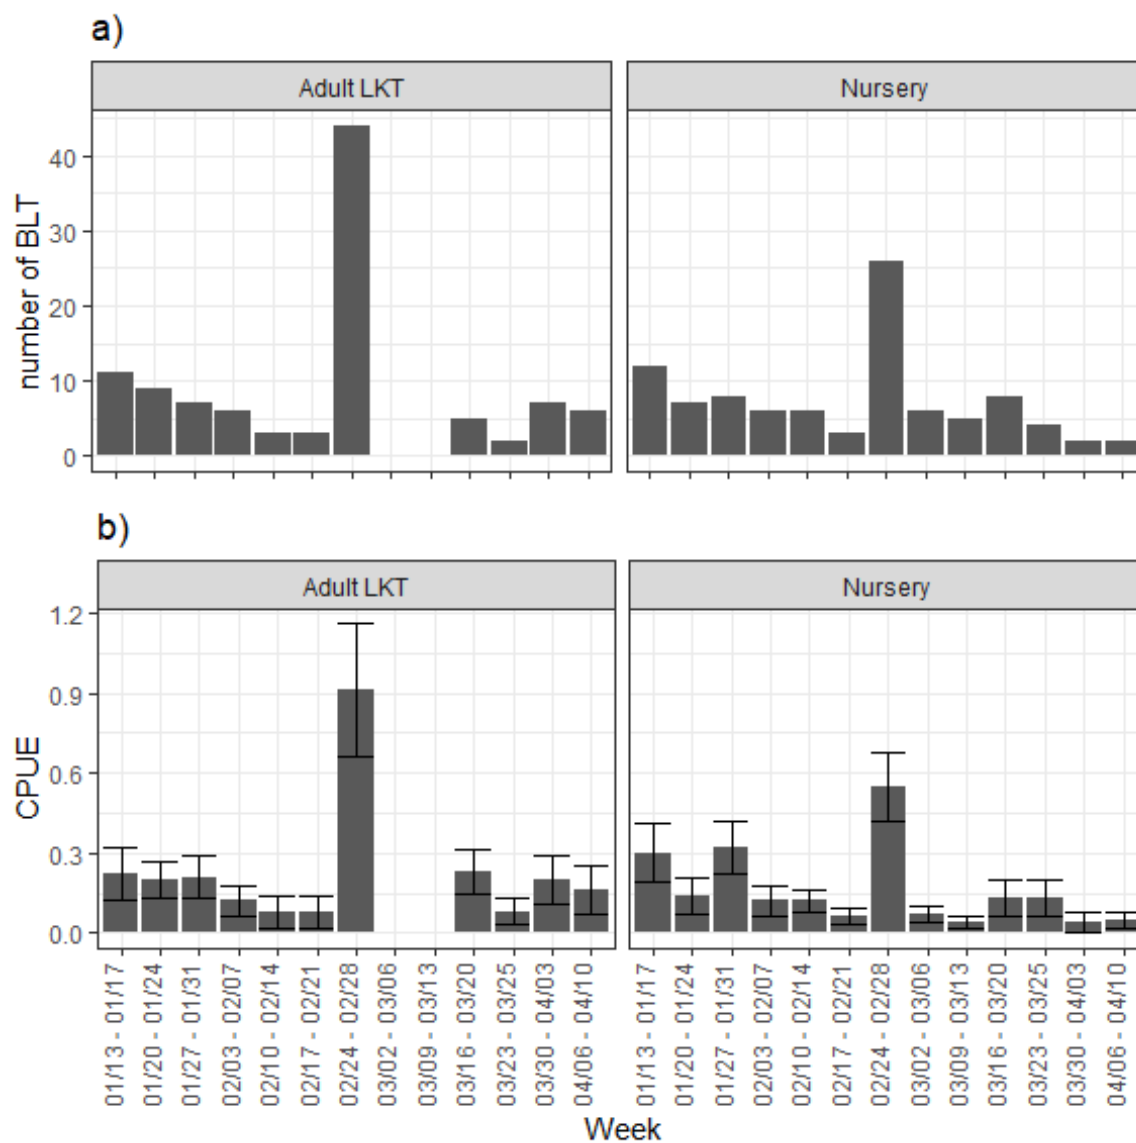 a)
Adult LKT Nursery
number of BLT
40
30
20
10
0
b)
Adult LKT Nursery
CPUE
1.2
0.9
0.6
0.3
0.0
01/13 - 01/17
01/20 - 01/24
01/27 - 01/31
02/03 - 02/07
02/10 - 02/14
02/17 - 02/21
02/24 - 02/28
03/02 - 03/06
03/09 - 03/13
03/16 - 03/20
03/23 - 03/25
03/30 - 04/03
04/06 - 04/10
01/13 - 01/17
01/20 - 01/24
01/27 - 01/31
02/03 - 02/07
02/10 - 02/14
02/17 - 02/21
02/24 - 02/28
03/02 - 03/06
03/09 - 03/13
03/16 - 03/20
03/23 - 03/25
03/30 - 04/03
04/06 - 04/10
Week